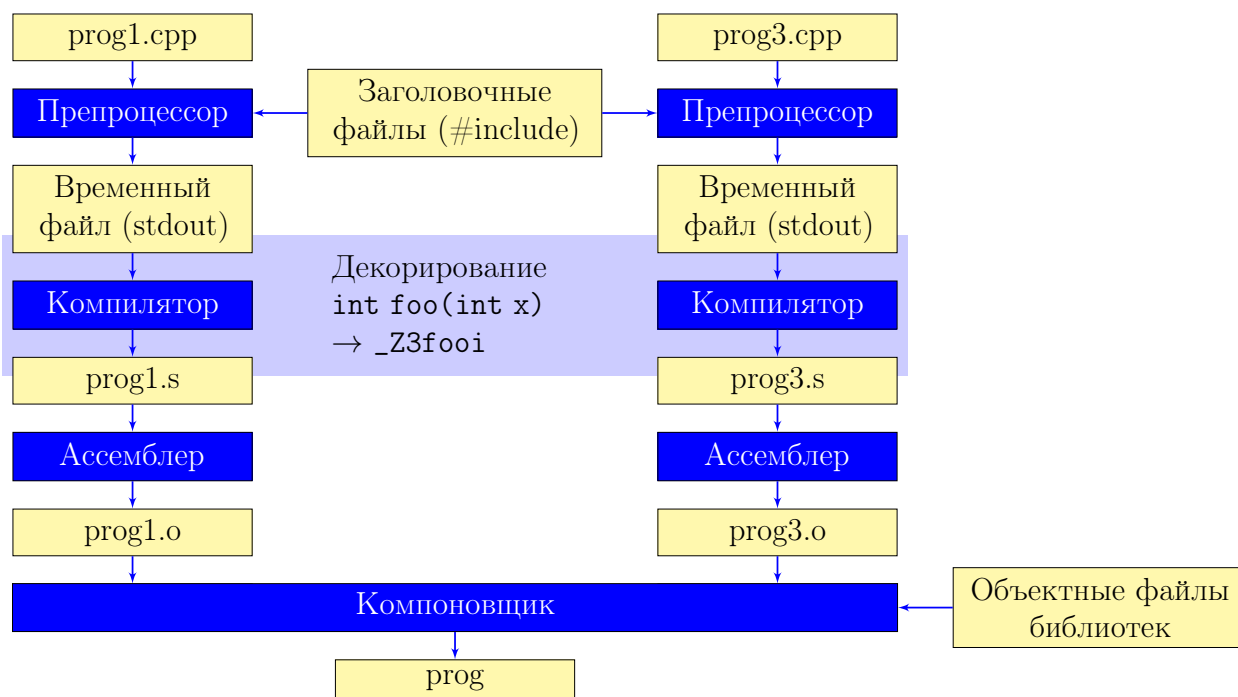 prog1.cpp
prog3.cpp
Препроцессор
Заголовочные
файлы (#include)
Препроцессор
Временный
файл (stdout)
Временный
файл (stdout)
Декорирование
int foo(int x)
→ _Z3fooi
Компилятор
Компилятор
prog1.s
prog3.s
Ассемблер
Ассемблер
prog1.o
prog3.o
Компоновщик
Объектные файлы
библиотек
prog